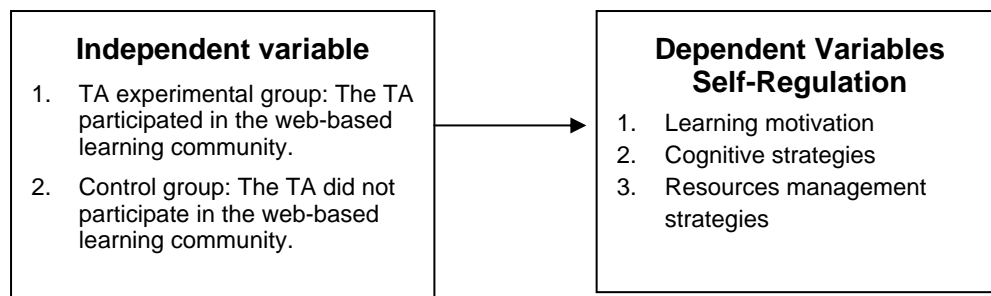 Independent variable
1. TA experimental group: The TA
participated in the web-based
learning community.
2. Control group: The TA did not
participate in the web-based
learning community.
Dependent Variables
Self-Regulation
1. Learning motivation
2. Cognitive strategies
3. Resources management
strategies